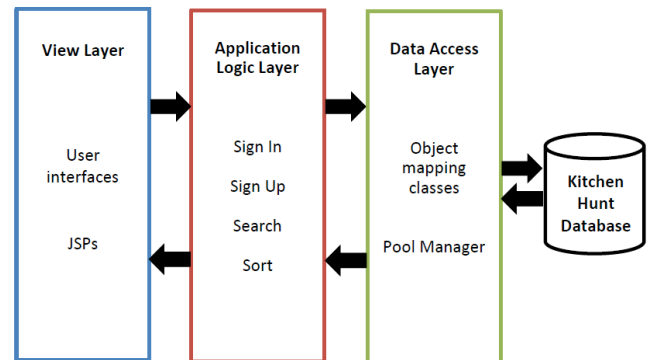 View Layer
User
interfaces
JSPs
Application
Logic Layer
Sign In
Sign Up
Search
Sort
Data Access
Layer
Object
mapping
classes
Pool Manager
Kitchen
Hunt
Database